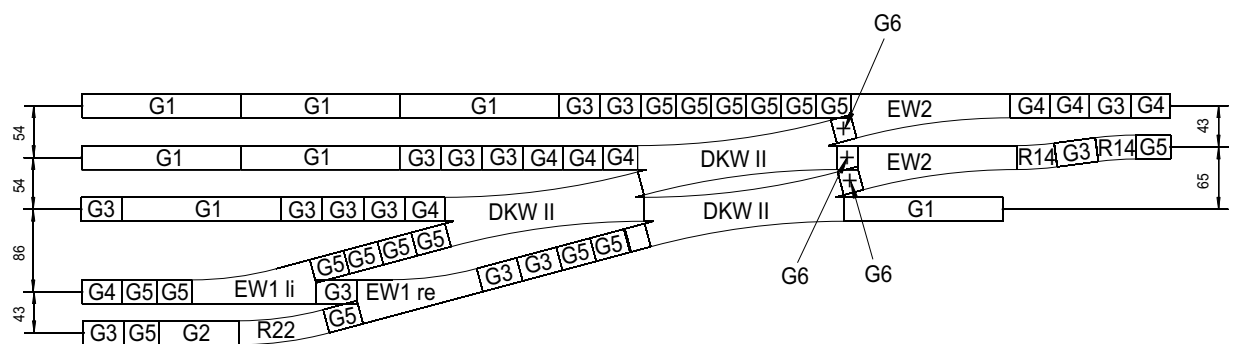 G6
G1 G1 G1 G3 G3 G5 G5 G5 G5 G5 G5 EW2 G4 G4 G3 G4
54 43
G1 G1 G3 G3 G3 G4 G4 G4 DKW II EW2 R14 G3 R14 G5
54 65
G3 G1 G3 G3 G3 G4 DKW II DKW II G1
86
G5 G5 G5 G5 G3 G3 G5 G5 G6 G6
G4 G5 G5 EW1 li G3 EW1 re
43 G5
G3 G5 G2 R22